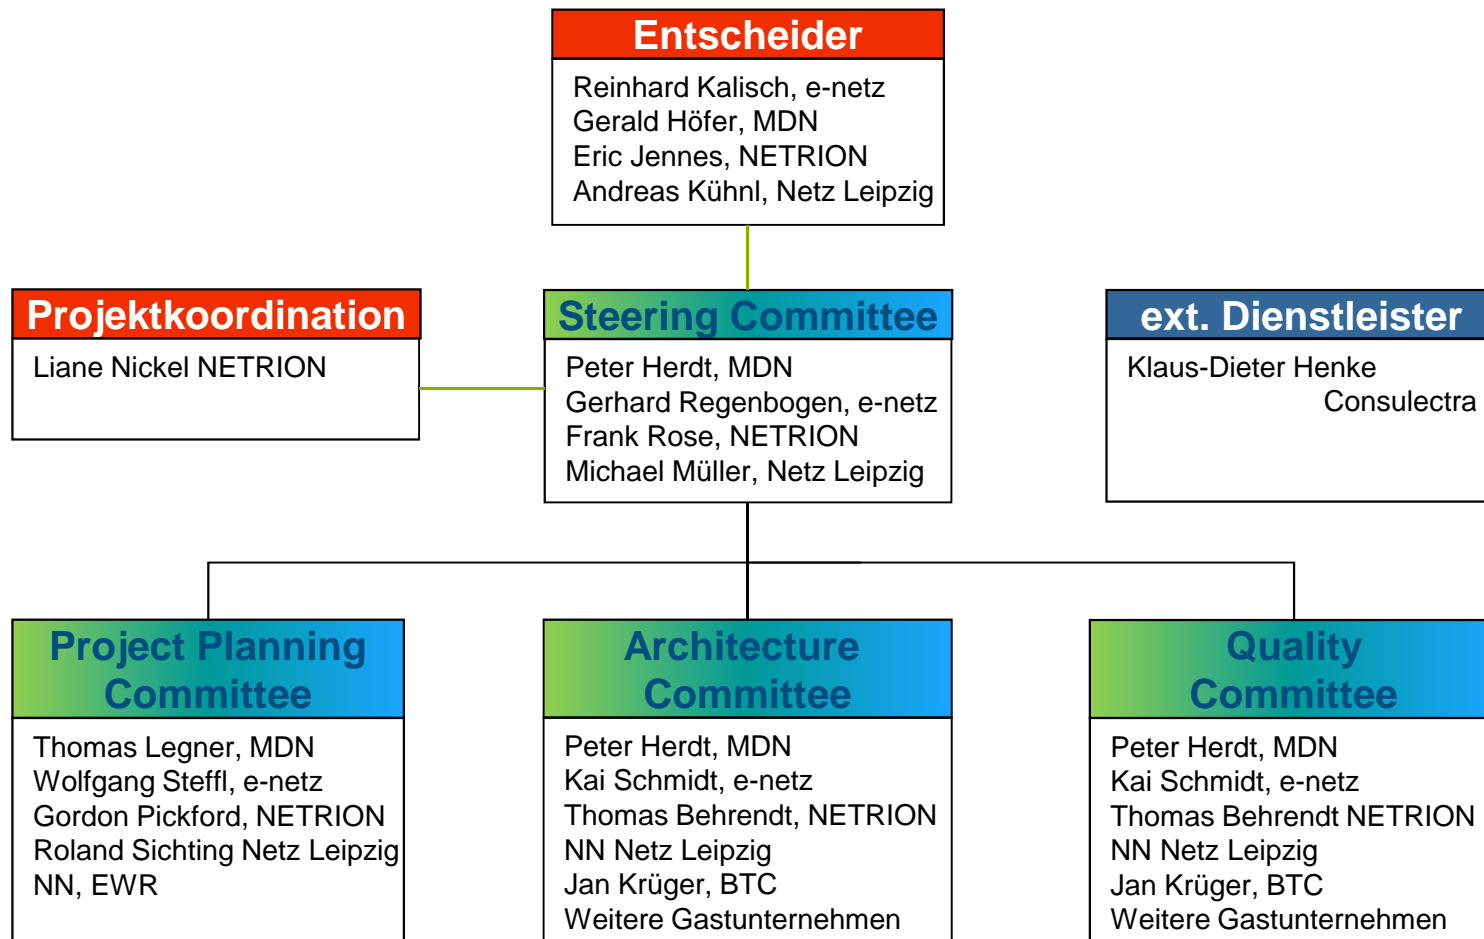 Entscheider
Reinhard Kalisch, e-netz
Gerald Höfer, MDN
Eric Jennes, NETRION
Andreas Kühnl, Netz Leipzig
Projektkoordination
Liane Nickel NETRION
Steering Committee
Peter Herdt, MDN
Gerhard Regenbogen, e-netz
Frank Rose, NETRION
Michael Müller, Netz Leipzig
ext. Dienstleister
Klaus-Dieter Henke
Consulectra
Project Planning
Committee
Thomas Legner, MDN
Wolfgang Steffl, e-netz
Gordon Pickford, NETRION
Roland Sichting Netz Leipzig
NN, EWR
Architecture
Committee
Peter Herdt, MDN
Kai Schmidt, e-netz
Thomas Behrendt, NETRION
NN Netz Leipzig
Jan Krüger, BTC
Weitere Gastunternehmen
Quality
Committee
Peter Herdt, MDN
Kai Schmidt, e-netz
Thomas Behrendt NETRION
NN Netz Leipzig
Jan Krüger, BTC
Weitere Gastunternehmen